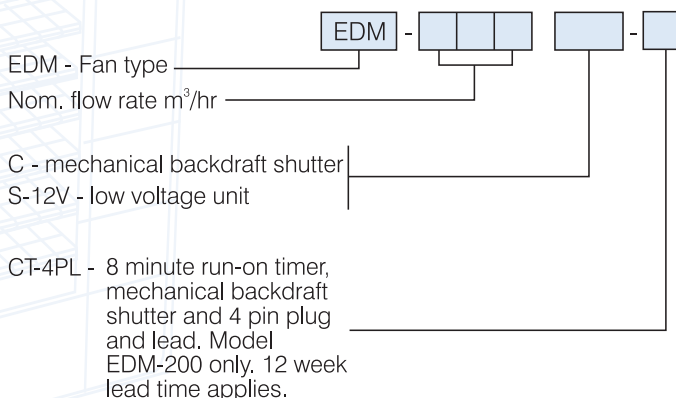 EDM - -
EDM - Fan type
Nom. flow rate m³/hr
C - mechanical backdraft shutter
S-12V - low voltage unit
CT-4PL - 8 minute run-on timer,
mechanical backdraft
shutter and 4 pin plug
and lead. Model
EDM-200 only. 12 week
lead time applies.